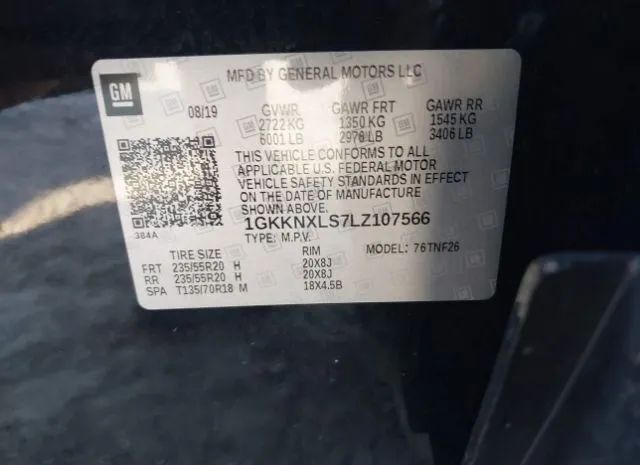 GM
MFD BY GENERAL MOTORS LLC
08/19 GVWR GAWR FRT GAWR RR
2722 KG 1350 KG 1545 KG
6001 LB 2976 LB 3406 LB
THIS VEHICLE CONFORMS TO ALL
APPLICABLE U.S. FEDERAL MOTOR
VEHICLE SAFETY STANDARDS IN EFFECT
ON THE DATE OF MANUFACTURE
SHOWN ABOVE.
1GKKNXLS7LZ107566
384A
TYPE: M.P.V. MODEL: 76TNF26
TIRE SIZE RIM
FRT 235/55R20 H 20X8J
RR 235/55R20 H 20X8J
SPA T135/70R18 M 18X4.5B